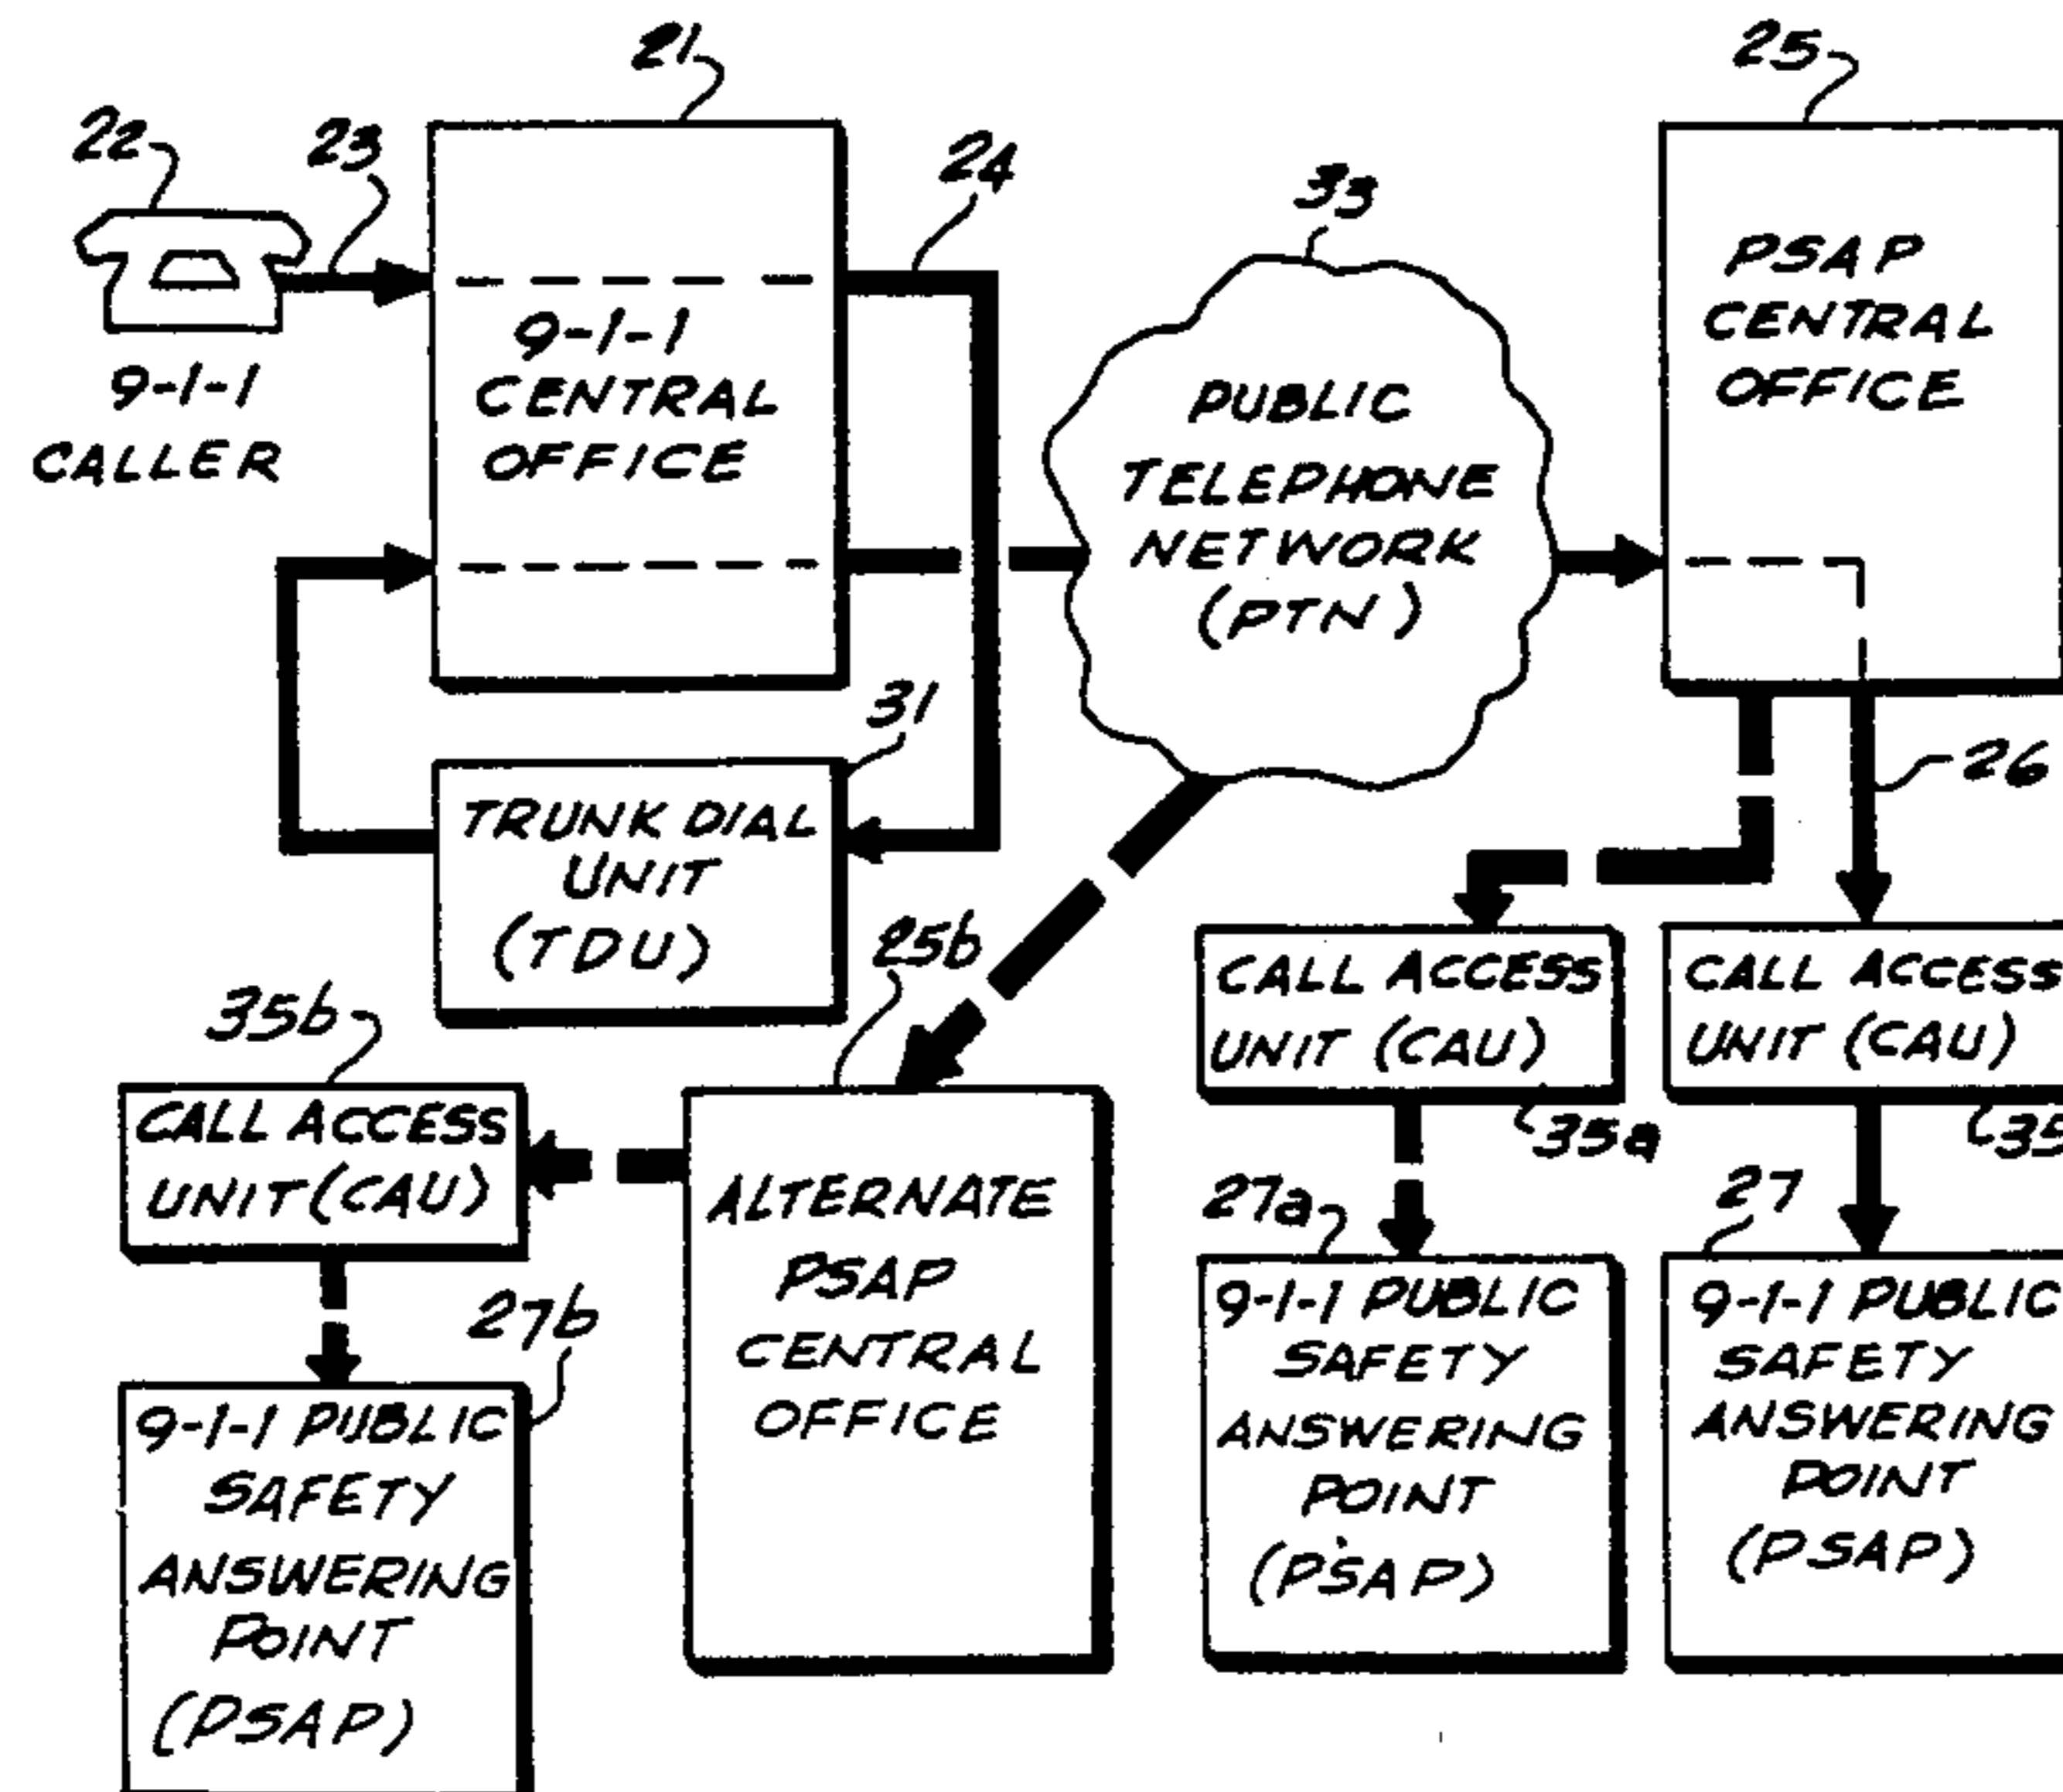 21
25
22
23
24
33
9-1-1
CALLER
9-1-1
CENTRAL
OFFICE
PUBLIC
TELEPHONE
NETWORK
(PTN)
PSAP
CENTRAL
OFFICE
31
26
TRUNK DIAL
UNIT
(TDU)
25b
35b
CALL ACCESS
UNIT (CAU)
35a
CALL ACCESS
UNIT (CAU)
35
CALL ACCESS
UNIT (CAU)
27b
ALTERNATE
PSAP
CENTRAL
OFFICE
27a
27
9-1-1 PUBLIC
SAFETY
ANSWERING
POINT
(PSAP)
9-1-1 PUBLIC
SAFETY
ANSWERING
POINT
(PSAP)
9-1-1 PUBLIC
SAFETY
ANSWERING
POINT
(PSAP)